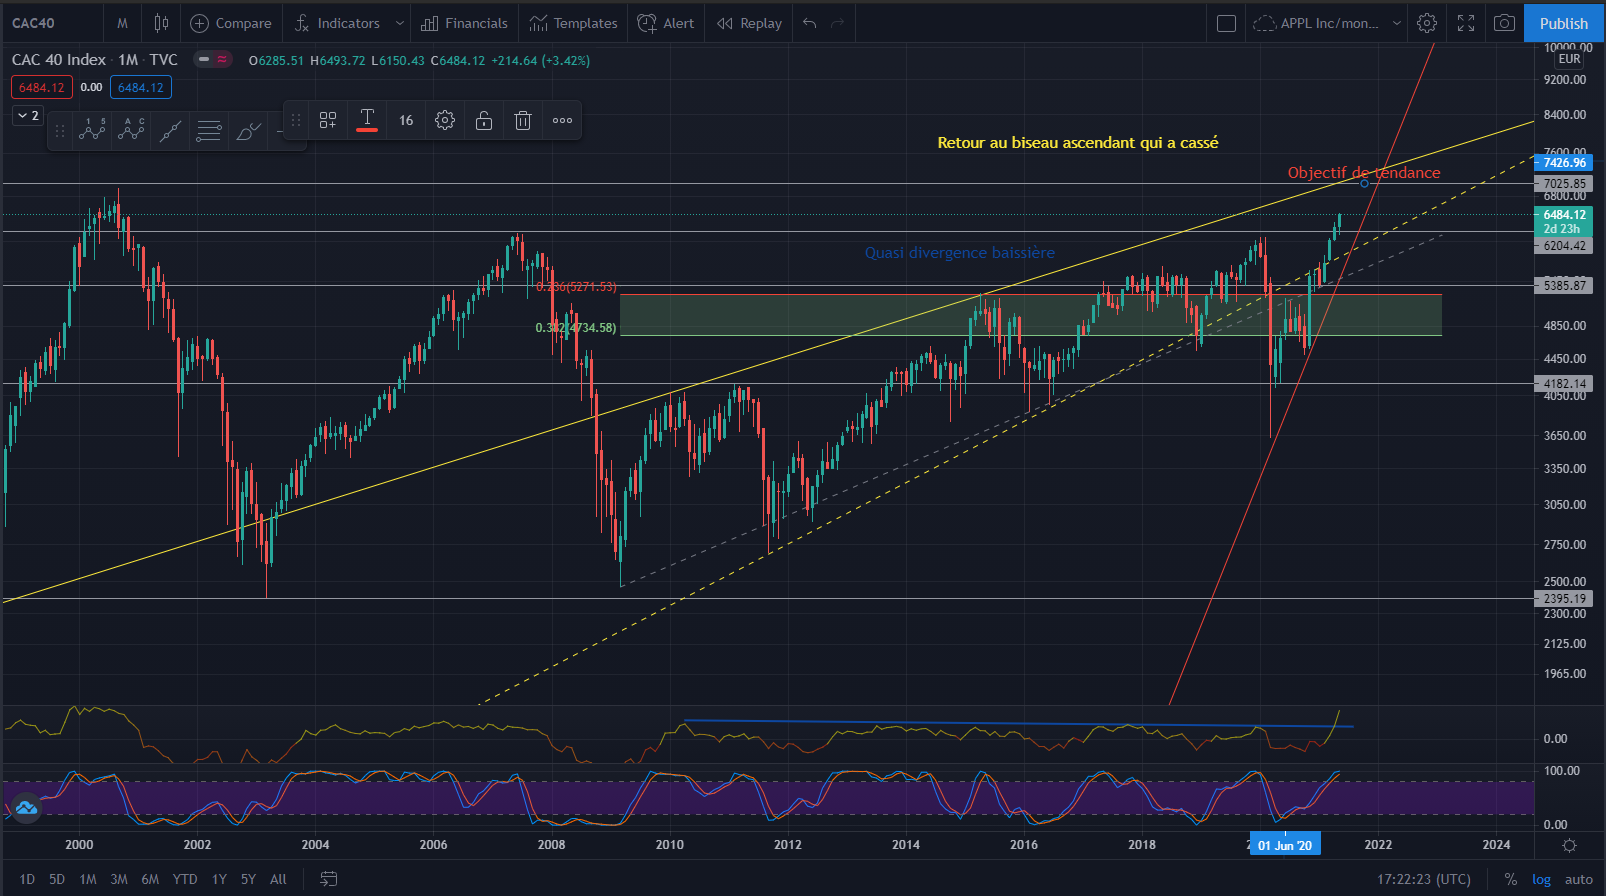 CAC40 M Compare Indicators Financials Templates Alert Replay APPL Inc/mon... Publish
CAC 40 Index · 1M · TVC O6285.51 H6493.72 L6150.43 C6484.12 +214.64 (+3.42%)
6484.12 0.00 6484.12
2
1 5 A C T 16
Retour au biseau ascendant qui a cassé
Objectif de tendance
Quasi divergence baissière
0.236(5271.53)
0.382(4734.58)
10000.00
EUR
9200.00
8400.00
7600.00
7426.96
7025.85
6800.00
6484.12
2d 23h
6204.42
5385.87
4850.00
4450.00
4182.14
4050.00
3650.00
3350.00
3050.00
2750.00
2500.00
2395.19
2300.00
2125.00
1965.00
0.00
100.00
0.00
2000 2002 2004 2006 2008 2010 2012 2014 2016 2018 01 Jun '20 2022 2024
1D 5D 1M 3M 6M YTD 1Y 5Y All 17:22:23 (UTC) % log auto